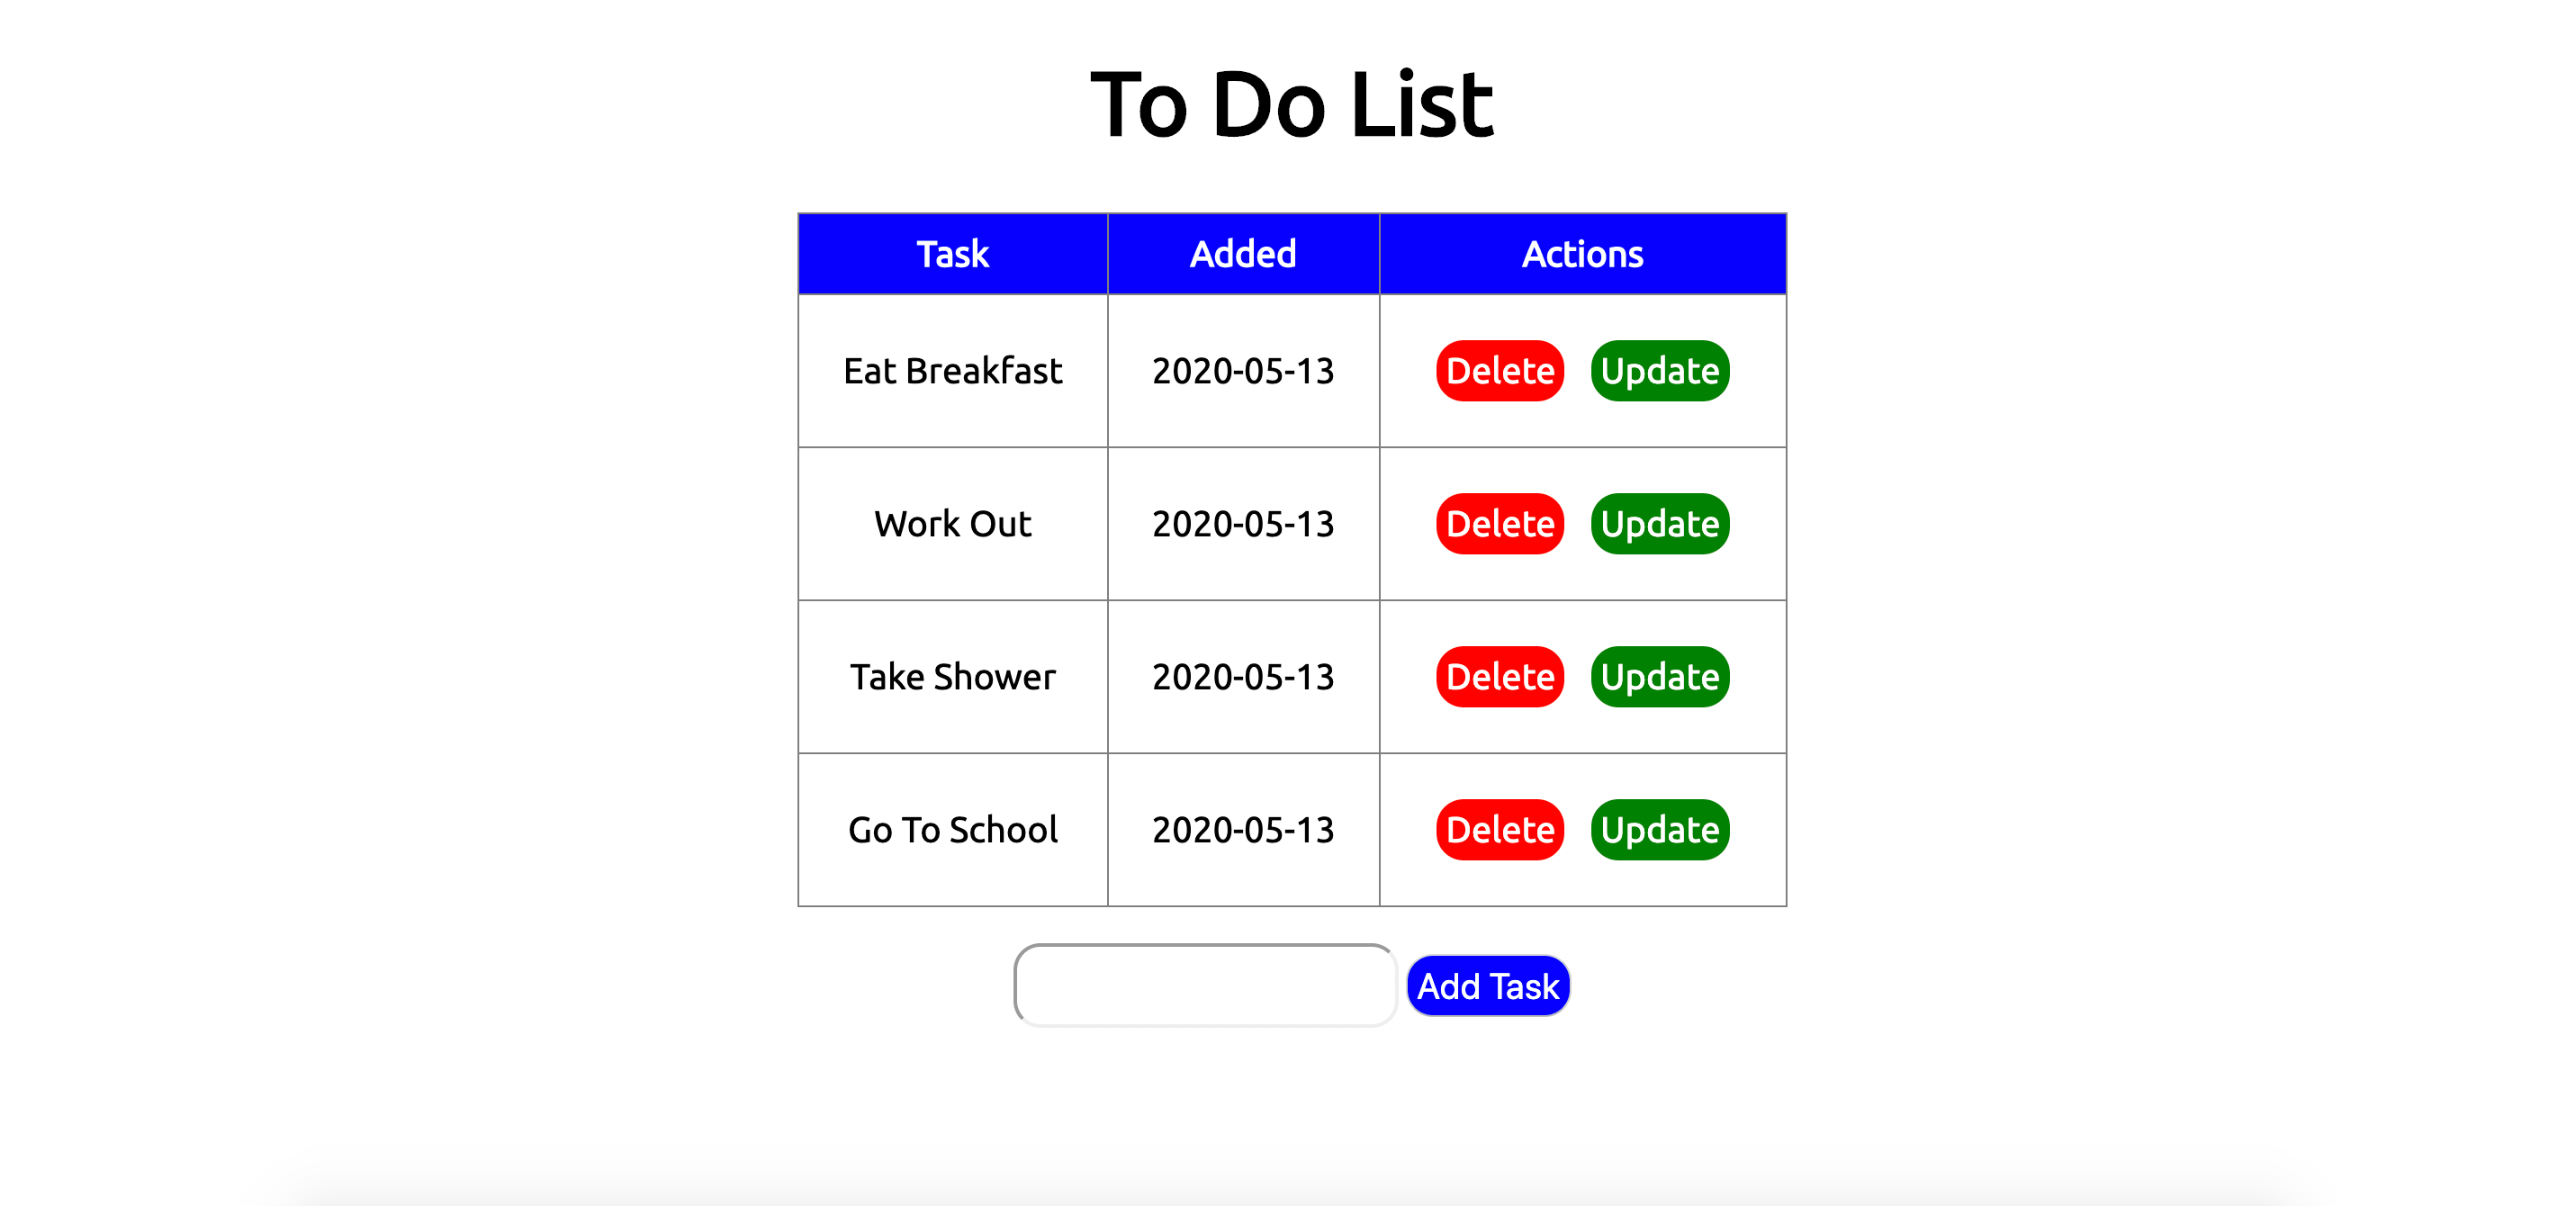 To Do List
Task Added Actions
Eat Breakfast 2020-05-13 Delete Update
Work Out 2020-05-13 Delete Update
Take Shower 2020-05-13 Delete Update
Go To School 2020-05-13 Delete Update
Add Task